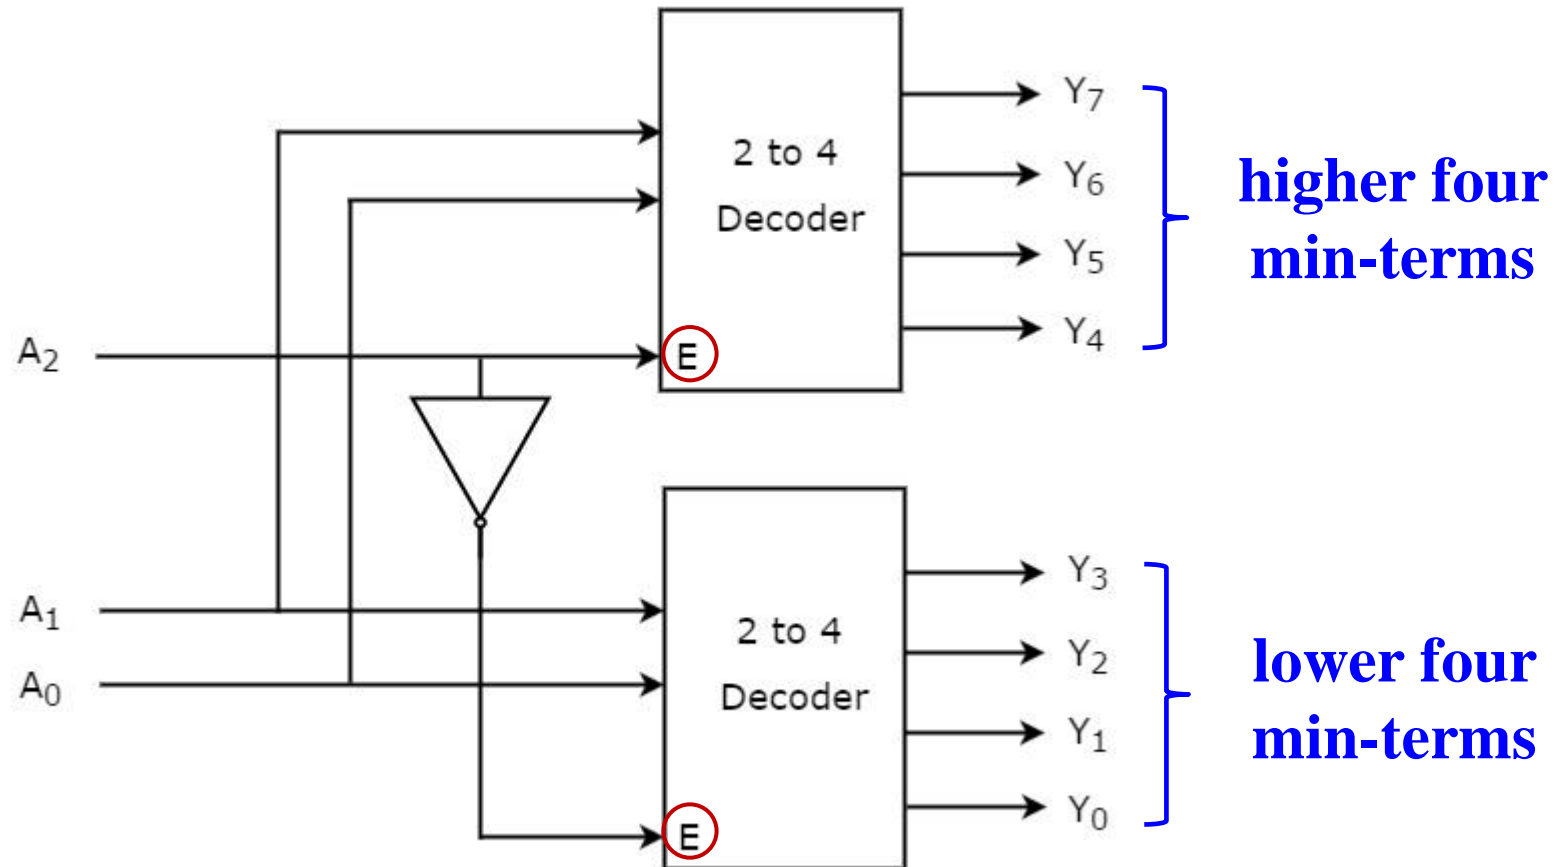 2 to 4
Decoder
Y₇
Y₆
Y₅
Y₄
higher four
min-terms
A₂
E
A₁
A₀
2 to 4
Decoder
E
Y₃
Y₂
Y₁
Y₀
lower four
min-terms